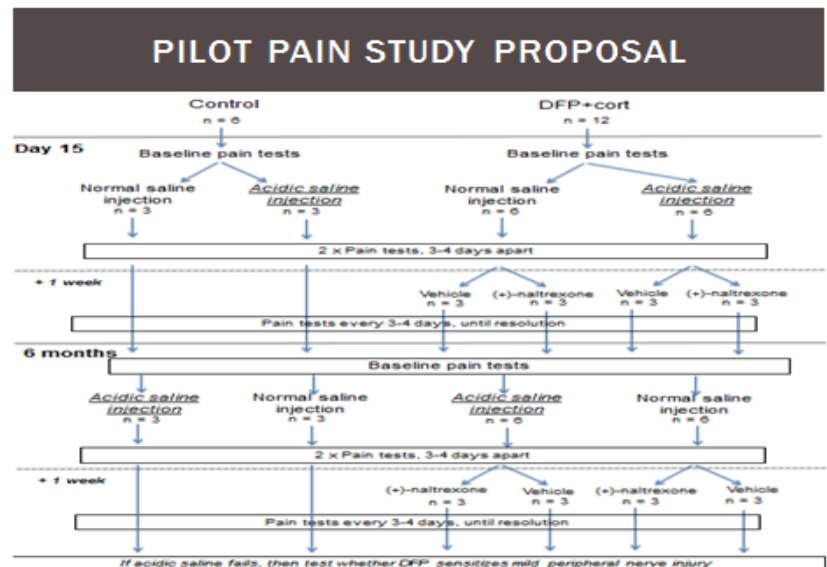 PILOT PAIN STUDY PROPOSAL
Control
n = 6
DFP+cort
n = 12
Day 15
Baseline pain tests
Baseline pain tests
Normal saline
injection
n = 3
Acidic saline
injection
n = 3
Normal saline
injection
n = 6
Acidic saline
injection
n = 6
2 x Pain tests, 3-4 days apart
+ 1 week
Vehicle
n = 3
(+)-naltrexone
n = 3
Vehicle
n = 3
(+)-naltrexone
n = 3
Pain tests every 3-4 days, until resolution
6 months
Baseline pain tests
Acidic saline
injection
n = 3
Normal saline
injection
n = 3
Acidic saline
injection
n = 6
Normal saline
injection
n = 6
2 x Pain tests, 3-4 days apart
+ 1 week
(+)-naltrexone
n = 3
Vehicle
n = 3
(+)-naltrexone
n = 3
Vehicle
n = 3
Pain tests every 3-4 days, until resolution
If acidic saline fails, then test whether DFP sensitizes mild peripheral nerve injury